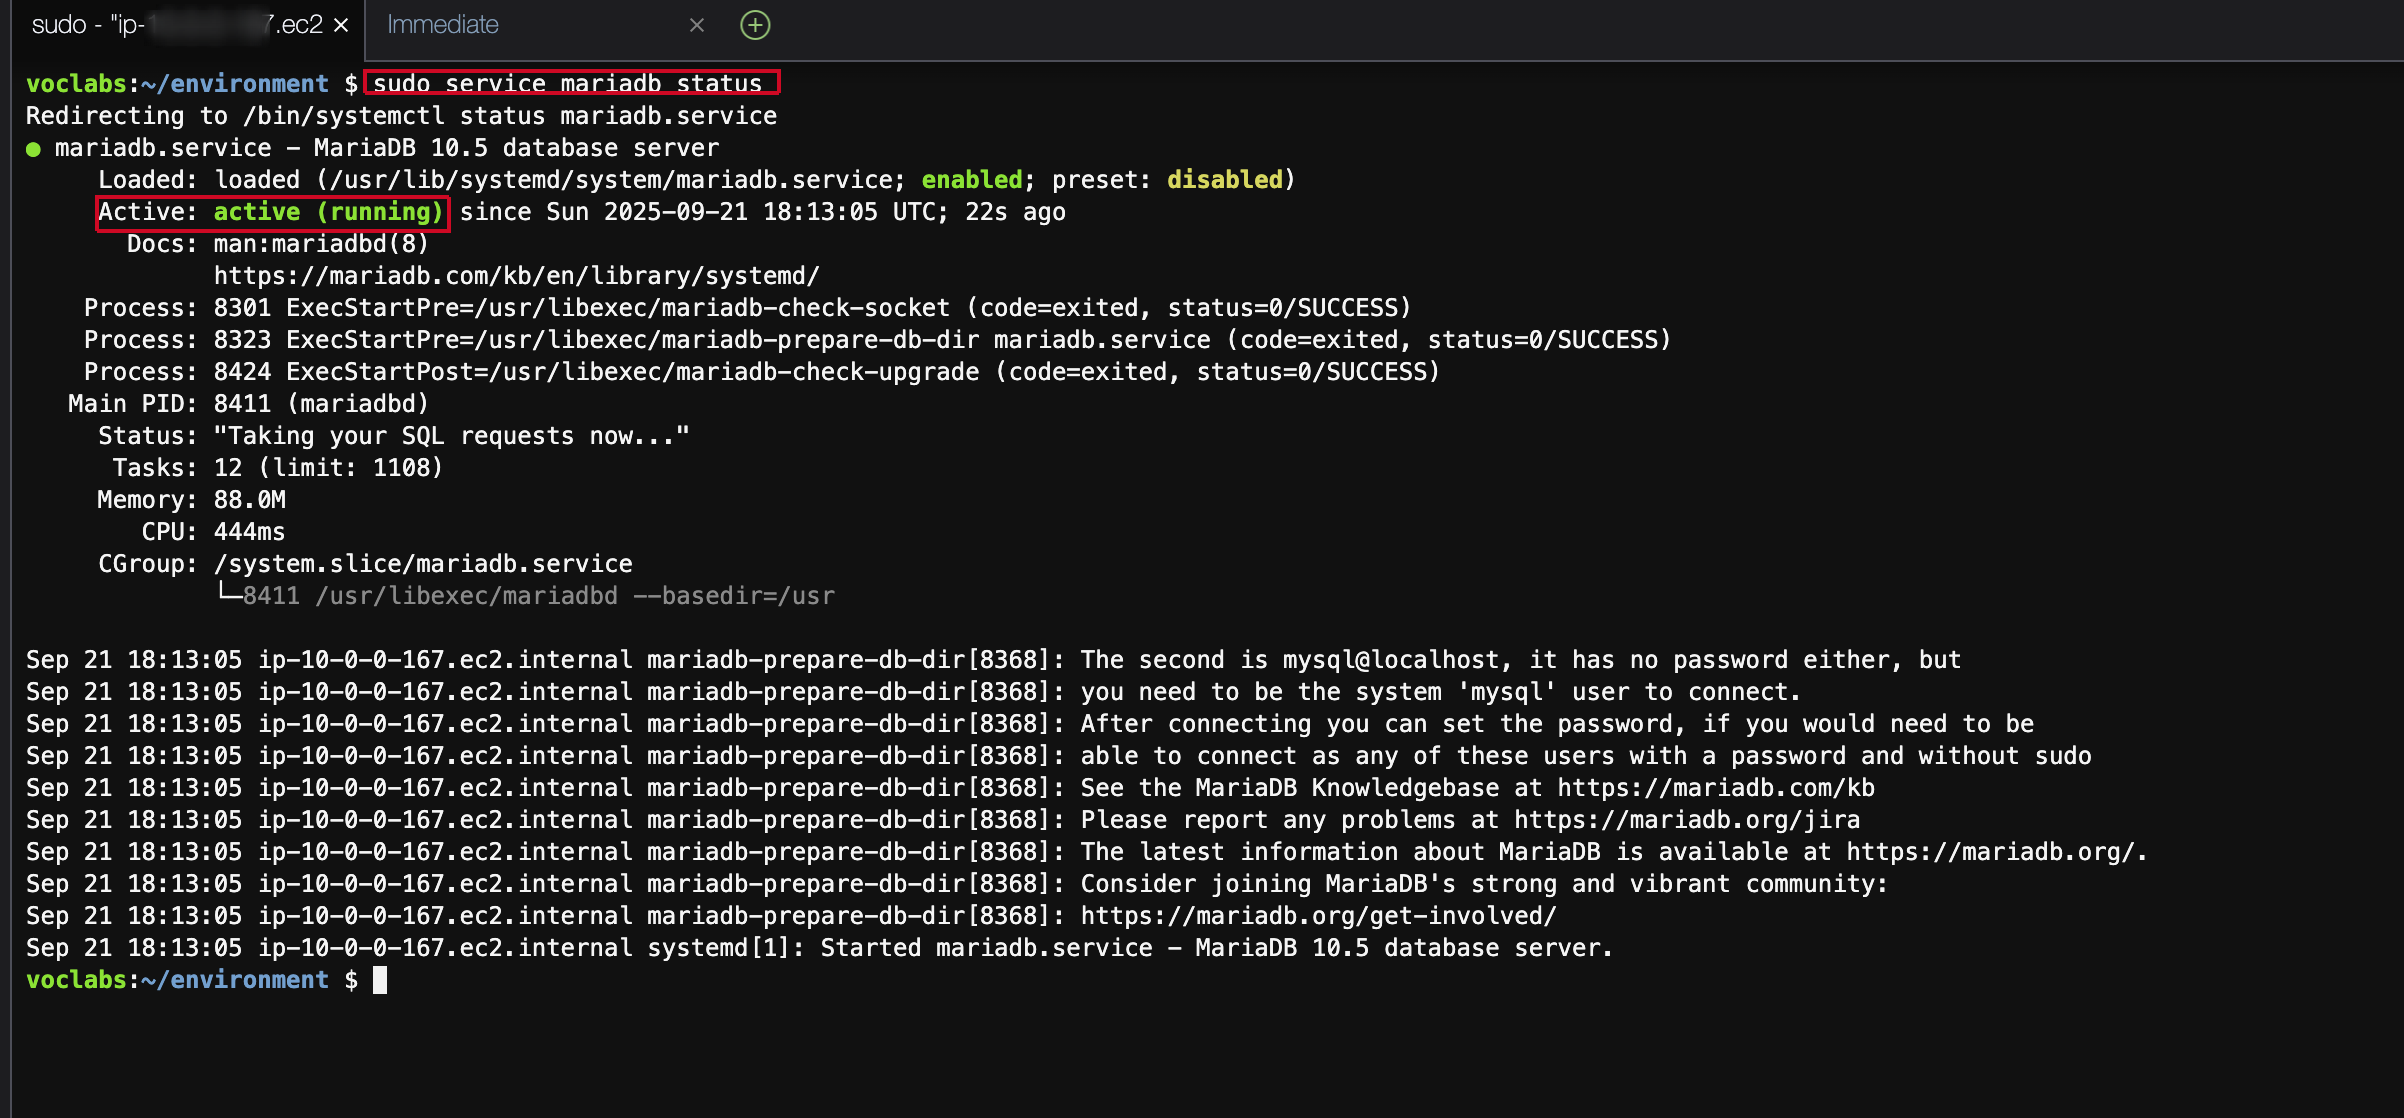 sudo - "ip- 7.ec2 ×
Immediate ×
voclabs:~/environment $ sudo service mariadb status
Redirecting to /bin/systemctl status mariadb.service
● mariadb.service - MariaDB 10.5 database server
Loaded: loaded (/usr/lib/systemd/system/mariadb.service; enabled; preset: disabled)
Active: active (running) since Sun 2025-09-21 18:13:05 UTC; 22s ago
Docs: man:mariadbd(8)
https://mariadb.com/kb/en/library/systemd/
Process: 8301 ExecStartPre=/usr/libexec/mariadb-check-socket (code=exited, status=0/SUCCESS)
Process: 8323 ExecStartPre=/usr/libexec/mariadb-prepare-db-dir mariadb.service (code=exited, status=0/SUCCESS)
Process: 8424 ExecStartPost=/usr/libexec/mariadb-check-upgrade (code=exited, status=0/SUCCESS)
Main PID: 8411 (mariadbd)
Status: "Taking your SQL requests now..."
Tasks: 12 (limit: 1108)
Memory: 88.0M
CPU: 444ms
CGroup: /system.slice/mariadb.service
└─8411 /usr/libexec/mariadbd --basedir=/usr
Sep 21 18:13:05 ip-10-0-0-167.ec2.internal mariadb-prepare-db-dir[8368]: The second is mysql@localhost, it has no password either, but
Sep 21 18:13:05 ip-10-0-0-167.ec2.internal mariadb-prepare-db-dir[8368]: you need to be the system 'mysql' user to connect.
Sep 21 18:13:05 ip-10-0-0-167.ec2.internal mariadb-prepare-db-dir[8368]: After connecting you can set the password, if you would need to be
Sep 21 18:13:05 ip-10-0-0-167.ec2.internal mariadb-prepare-db-dir[8368]: able to connect as any of these users with a password and without sudo
Sep 21 18:13:05 ip-10-0-0-167.ec2.internal mariadb-prepare-db-dir[8368]: See the MariaDB Knowledgebase at https://mariadb.com/kb
Sep 21 18:13:05 ip-10-0-0-167.ec2.internal mariadb-prepare-db-dir[8368]: Please report any problems at https://mariadb.org/jira
Sep 21 18:13:05 ip-10-0-0-167.ec2.internal mariadb-prepare-db-dir[8368]: The latest information about MariaDB is available at https://mariadb.org/.
Sep 21 18:13:05 ip-10-0-0-167.ec2.internal mariadb-prepare-db-dir[8368]: Consider joining MariaDB's strong and vibrant community:
Sep 21 18:13:05 ip-10-0-0-167.ec2.internal mariadb-prepare-db-dir[8368]: https://mariadb.org/get-involved/
Sep 21 18:13:05 ip-10-0-0-167.ec2.internal systemd[1]: Started mariadb.service - MariaDB 10.5 database server.
voclabs:~/environment $